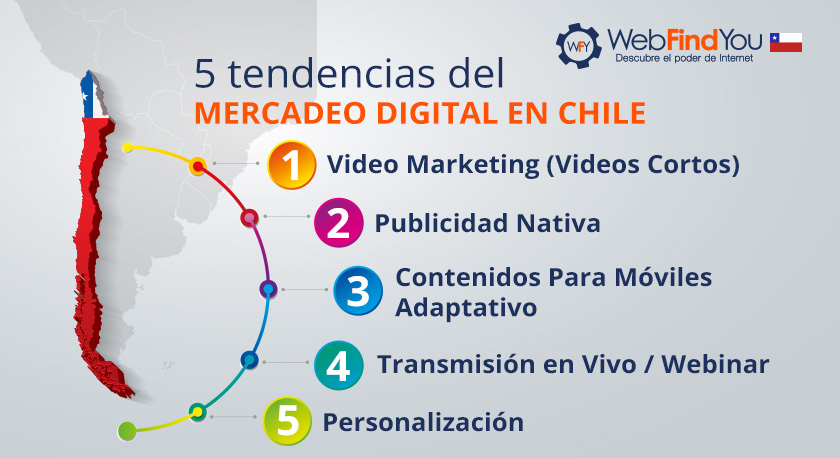 WFY WebFindYou
Descubre el poder de Internet
5 tendencias del
MERCADEO DIGITAL EN CHILE
1 Video Marketing (Videos Cortos)
2 Publicidad Nativa
3 Contenidos Para Móviles
Adaptativo
4 Transmisión en Vivo / Webinar
5 Personalización